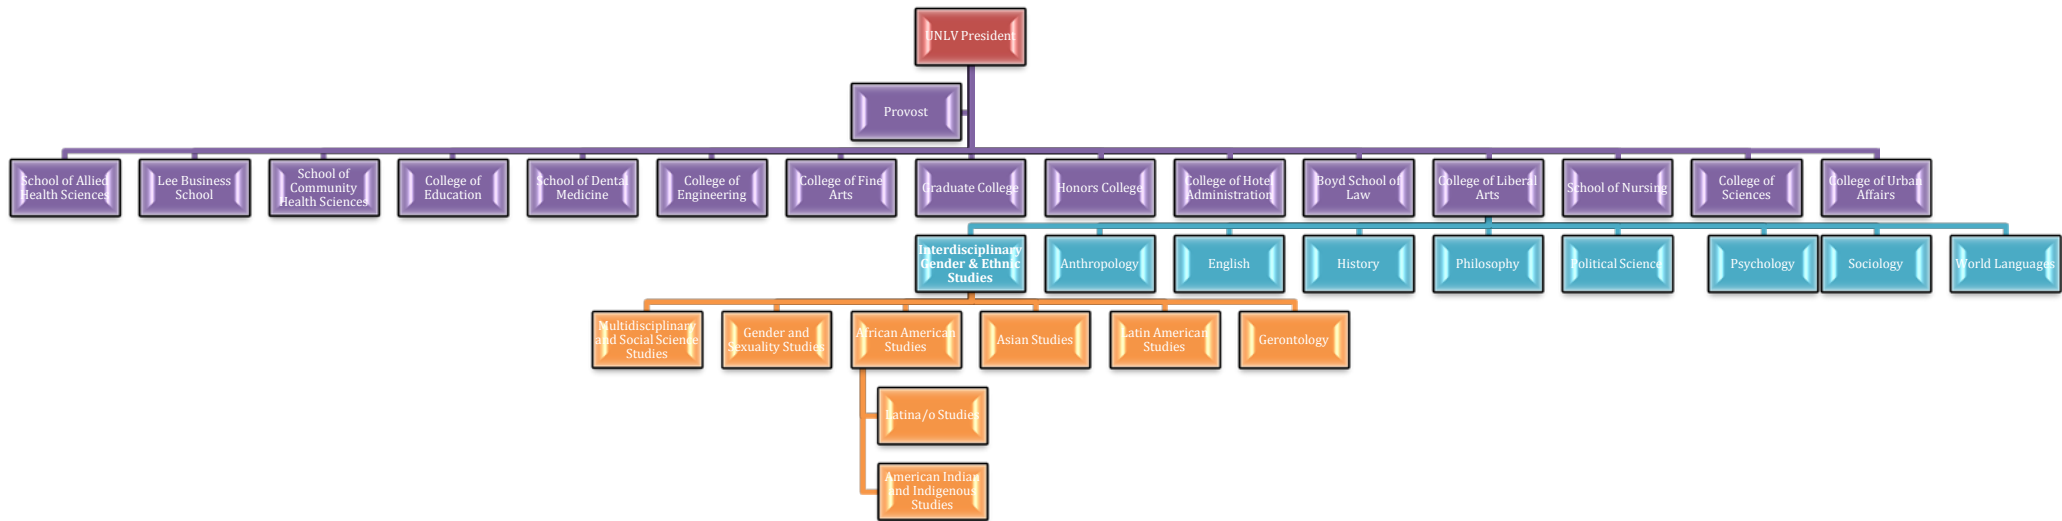 UNLV President
Provost
School of Allied
Health Sciences
Lee Business
School
School of
Community
Health Sciences
College of
Education
School of Dental
Medicine
College of
Engineering
College of Fine
Arts
Graduate College
Honors College
College of Hotel
Administration
Boyd School of
Law
College of Liberal
Arts
School of Nursing
College of
Sciences
College of Urban
Affairs
Interdisciplinary
Gender & Ethnic
Studies
Anthropology
English
History
Philosophy
Political Science
Psychology
Sociology
World Languages
Multidisciplinary
and Social Science
Studies
Gender and
Sexuality Studies
African American
Studies
Asian Studies
Latin American
Studies
Gerontology
Latina/o Studies
American Indian
and Indigenous
Studies